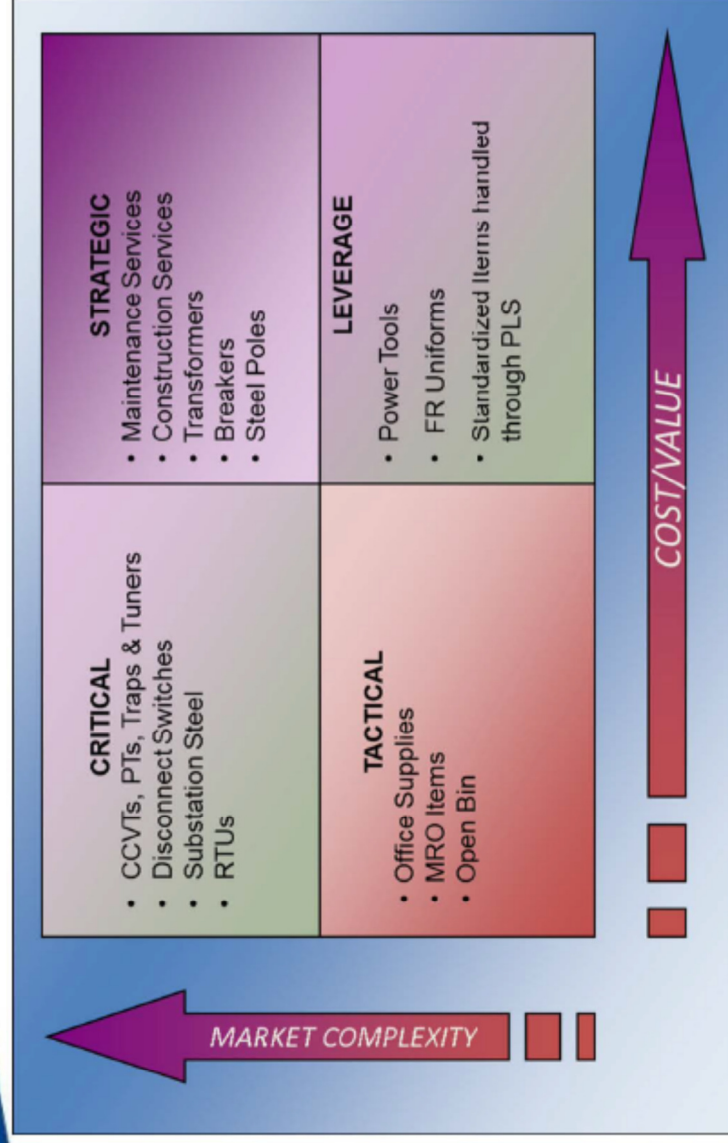 CRITICAL
• CCVTs, PTs, Traps & Tuners
• Disconnect Switches
• Substation Steel
• RTUs
STRATEGIC
• Maintenance Services
• Construction Services
• Transformers
• Breakers
• Steel Poles
TACTICAL
• Office Supplies
• MRO Items
• Open Bin
LEVERAGE
• Power Tools
• FR Uniforms
• Standardized Items handled
through PLS
MARKET COMPLEXITY
COST/VALUE